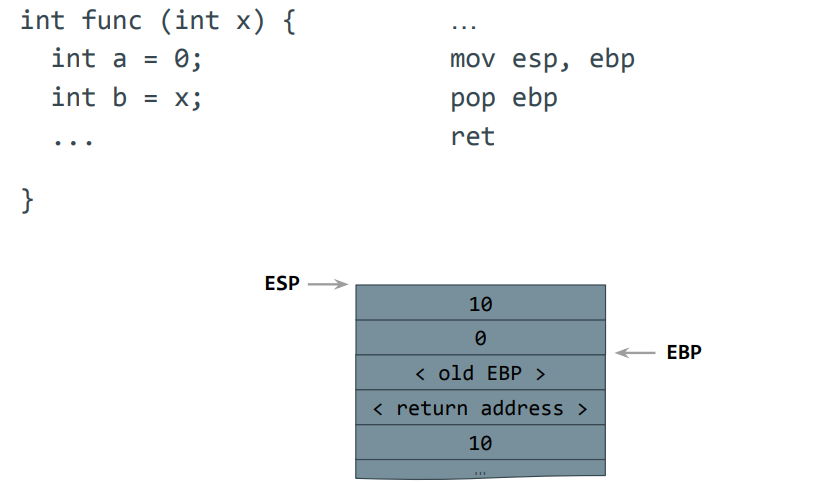 int func (int x) {
int a = 0;
int b = x;
...
}
...
mov esp, ebp
pop ebp
ret
ESP
10
0
EBP
< old EBP >
< return address >
10
...